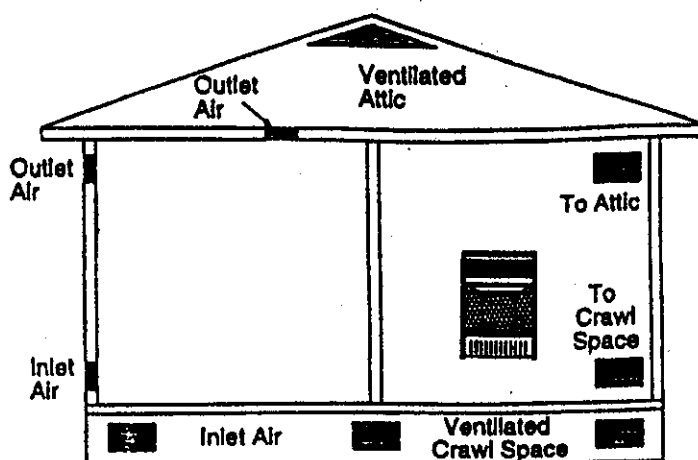 Ventilated
Attic
Outlet
Air
Outlet
Air
To Attic
To
Crawl
Space
Inlet
Air
Inlet Air
Ventilated
Crawl Space